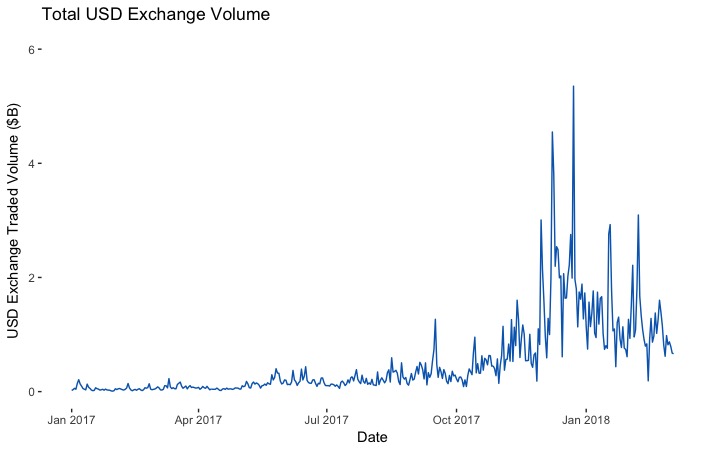 Total USD Exchange Volume
USD Exchange Traded Volume ($B)
6
4
2
0
Jan 2017
Apr 2017
Jul 2017
Oct 2017
Jan 2018
Date